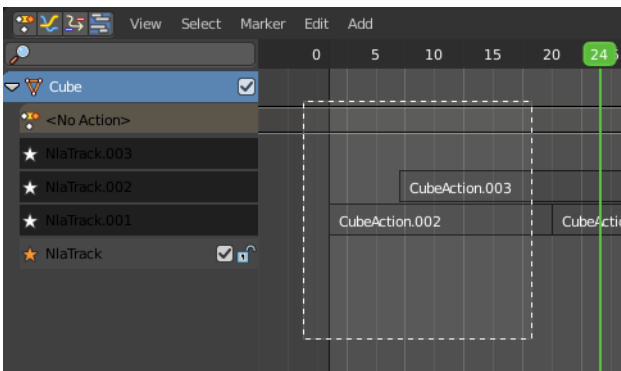 View Select Marker Edit Add
0 5 10 15 20 24
Cube
<No Action>
NlaTrack.003
NlaTrack.002 CubeAction.003
NlaTrack.001 CubeAction.002 CubeActi
NlaTrack